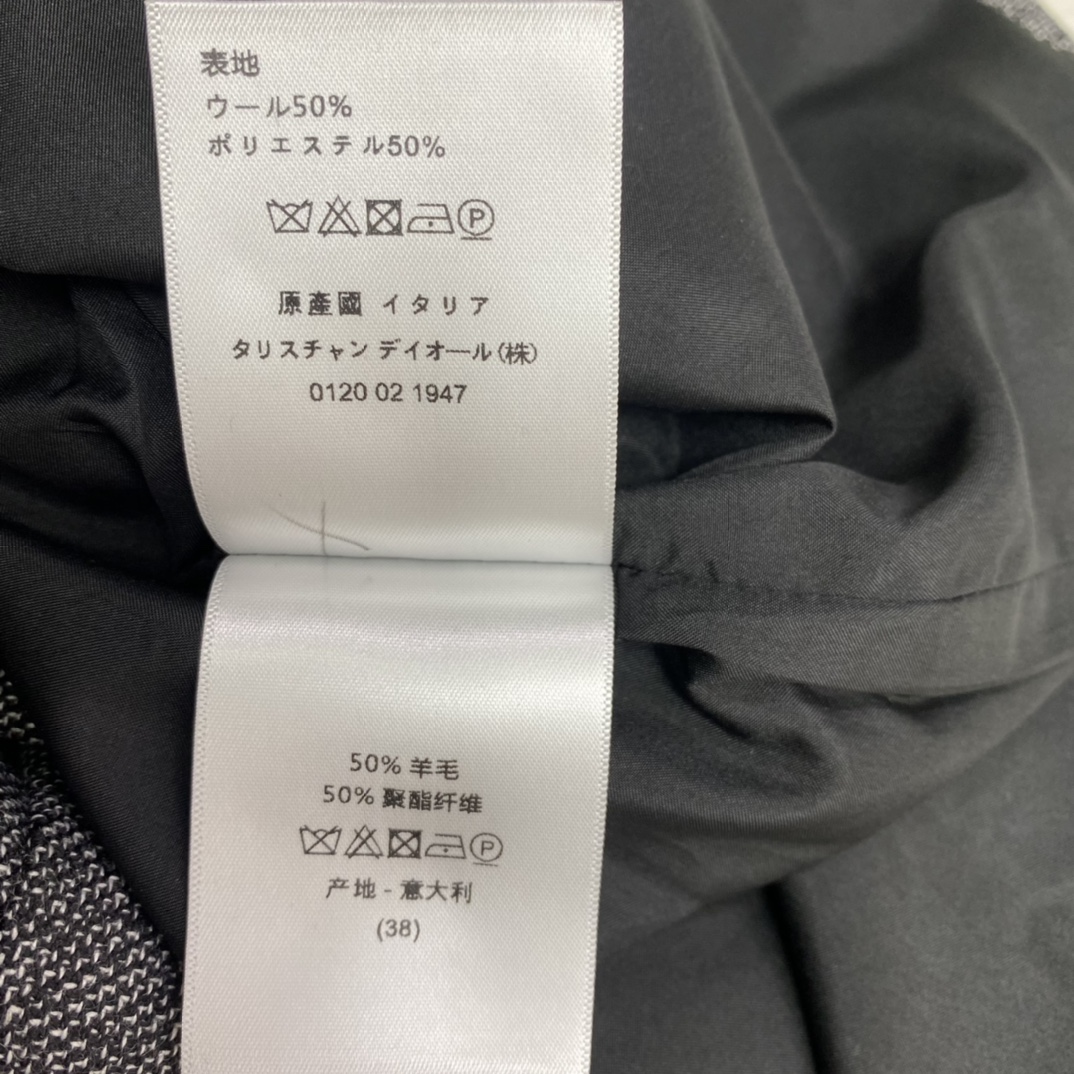 表地
ウール50%
ポリエステル50%
P
原產國 イタリア
タリスチャン デイオール(株)
0120 02 1947
50% 羊毛
50% 聚酯纤维
P
产地 - 意大利
(38)